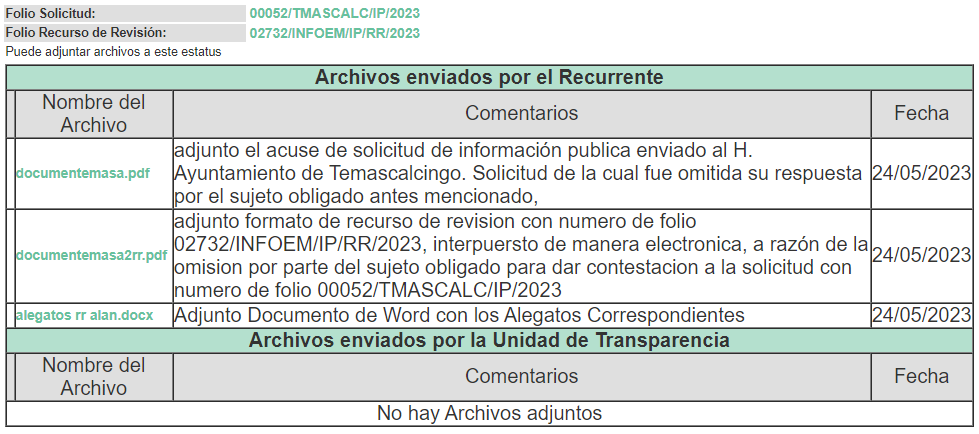 Folio Solicitud: 00052/TMASCALC/IP/2023
Folio Recurso de Revisión: 02732/INFOEM/IP/RR/2023
Puede adjuntar archivos a este estatus
Archivos enviados por el Recurrente
Nombre del Archivo Comentarios Fecha
documentemasa.pdf adjunto el acuse de solicitud de información publica enviado al H. 24/05/2023
Ayuntamiento de Temascalcingo. Solicitud de la cual fue omitida su respuesta
por el sujeto obligado antes mencionado,
documentemasa2rr.pdf adjunto formato de recurso de revision con numero de folio 24/05/2023
02732/INFOEM/IP/RR/2023, interpuersto de manera electronica, a razón de la
omision por parte del sujeto obligado para dar contestacion a la solicitud con
numero de folio 00052/TMASCALC/IP/2023
alegatos rr alan.docx Adjunto Documento de Word con los Alegatos Correspondientes 24/05/2023
Archivos enviados por la Unidad de Transparencia
Nombre del Archivo Comentarios Fecha
No hay Archivos adjuntos